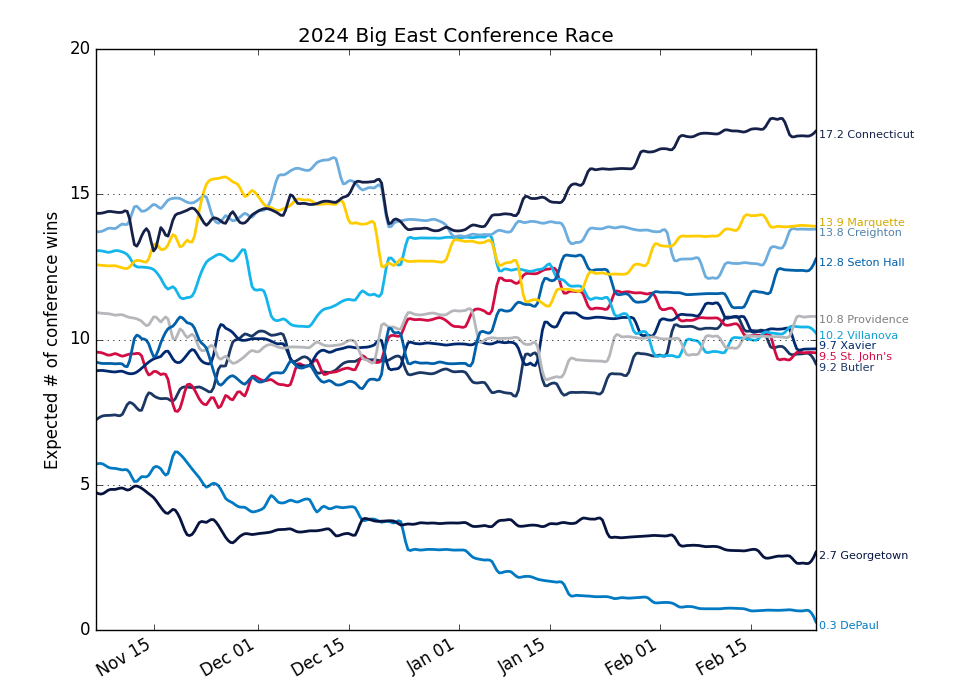 2024 Big East Conference Race
Expected # of conference wins
20
15
10
5
0
17.2 Connecticut
13.9 Marquette
13.8 Creighton
12.8 Seton Hall
10.8 Providence
10.2 Villanova
9.7 Xavier
9.5 St. John's
9.2 Butler
2.7 Georgetown
0.3 DePaul
Nov 15
Dec 01
Dec 15
Jan 01
Jan 15
Feb 01
Feb 15